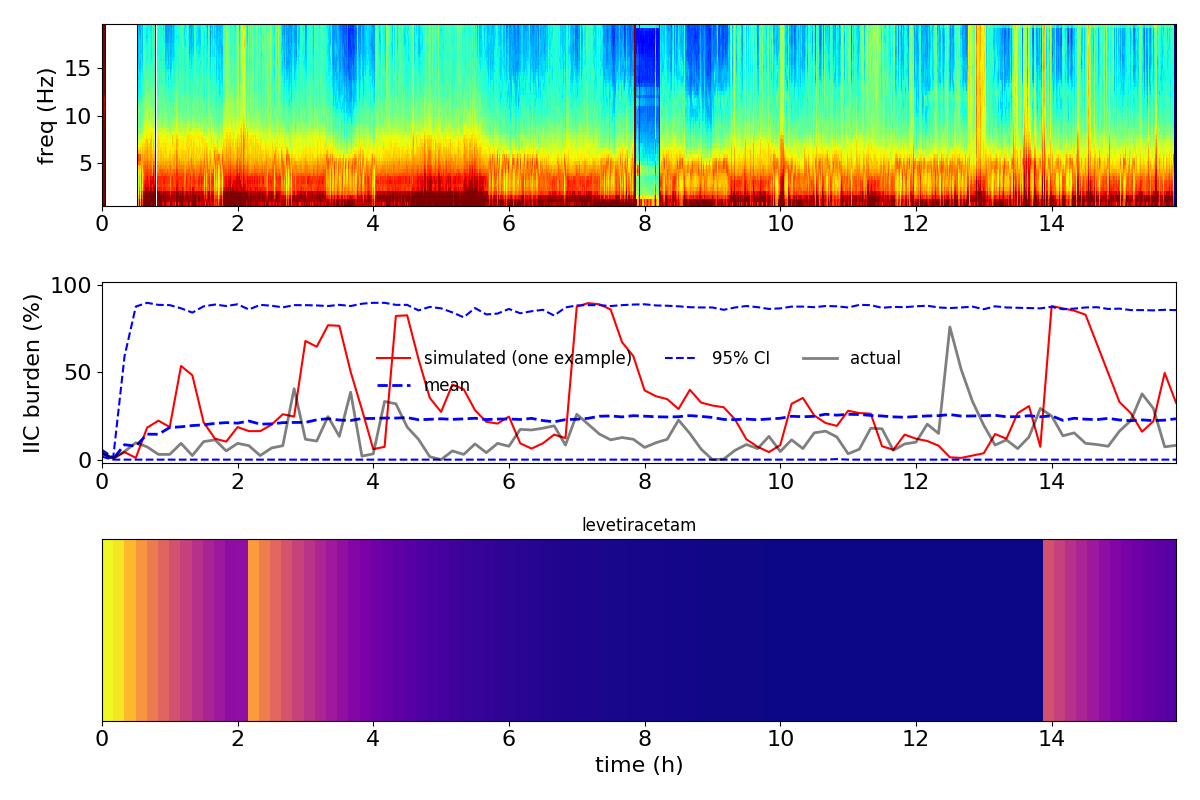 freq (Hz)
15
10
5
0 2 4 6 8 10 12 14
IIC burden (%)
100
50
0
simulated (one example) 95% CI actual
mean
0 2 4 6 8 10 12 14
levetiracetam
0 2 4 6 8 10 12 14
time (h)